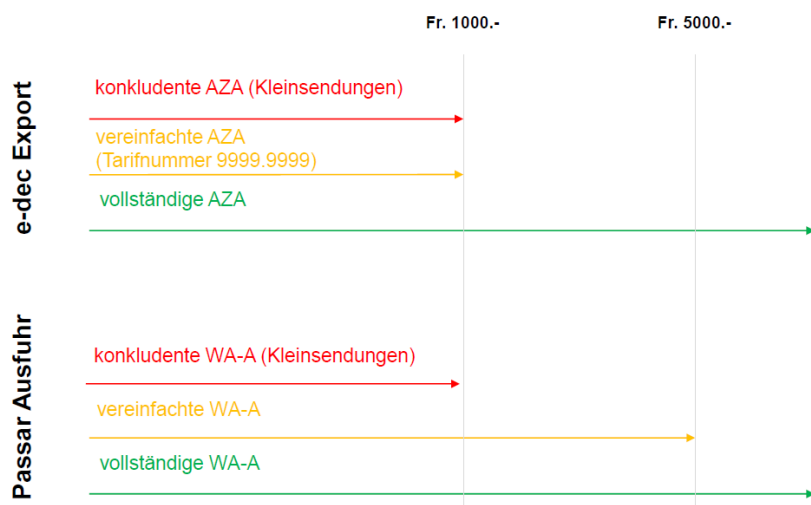 Fr. 1000.-
Fr. 5000.-
e-dec Export
konkludente AZA (Kleinsendungen)
vereinfachte AZA
(Tarifnummer 9999.9999)
vollständige AZA
Passar Ausfuhr
konkludente WA-A (Kleinsendungen)
vereinfachte WA-A
vollständige WA-A